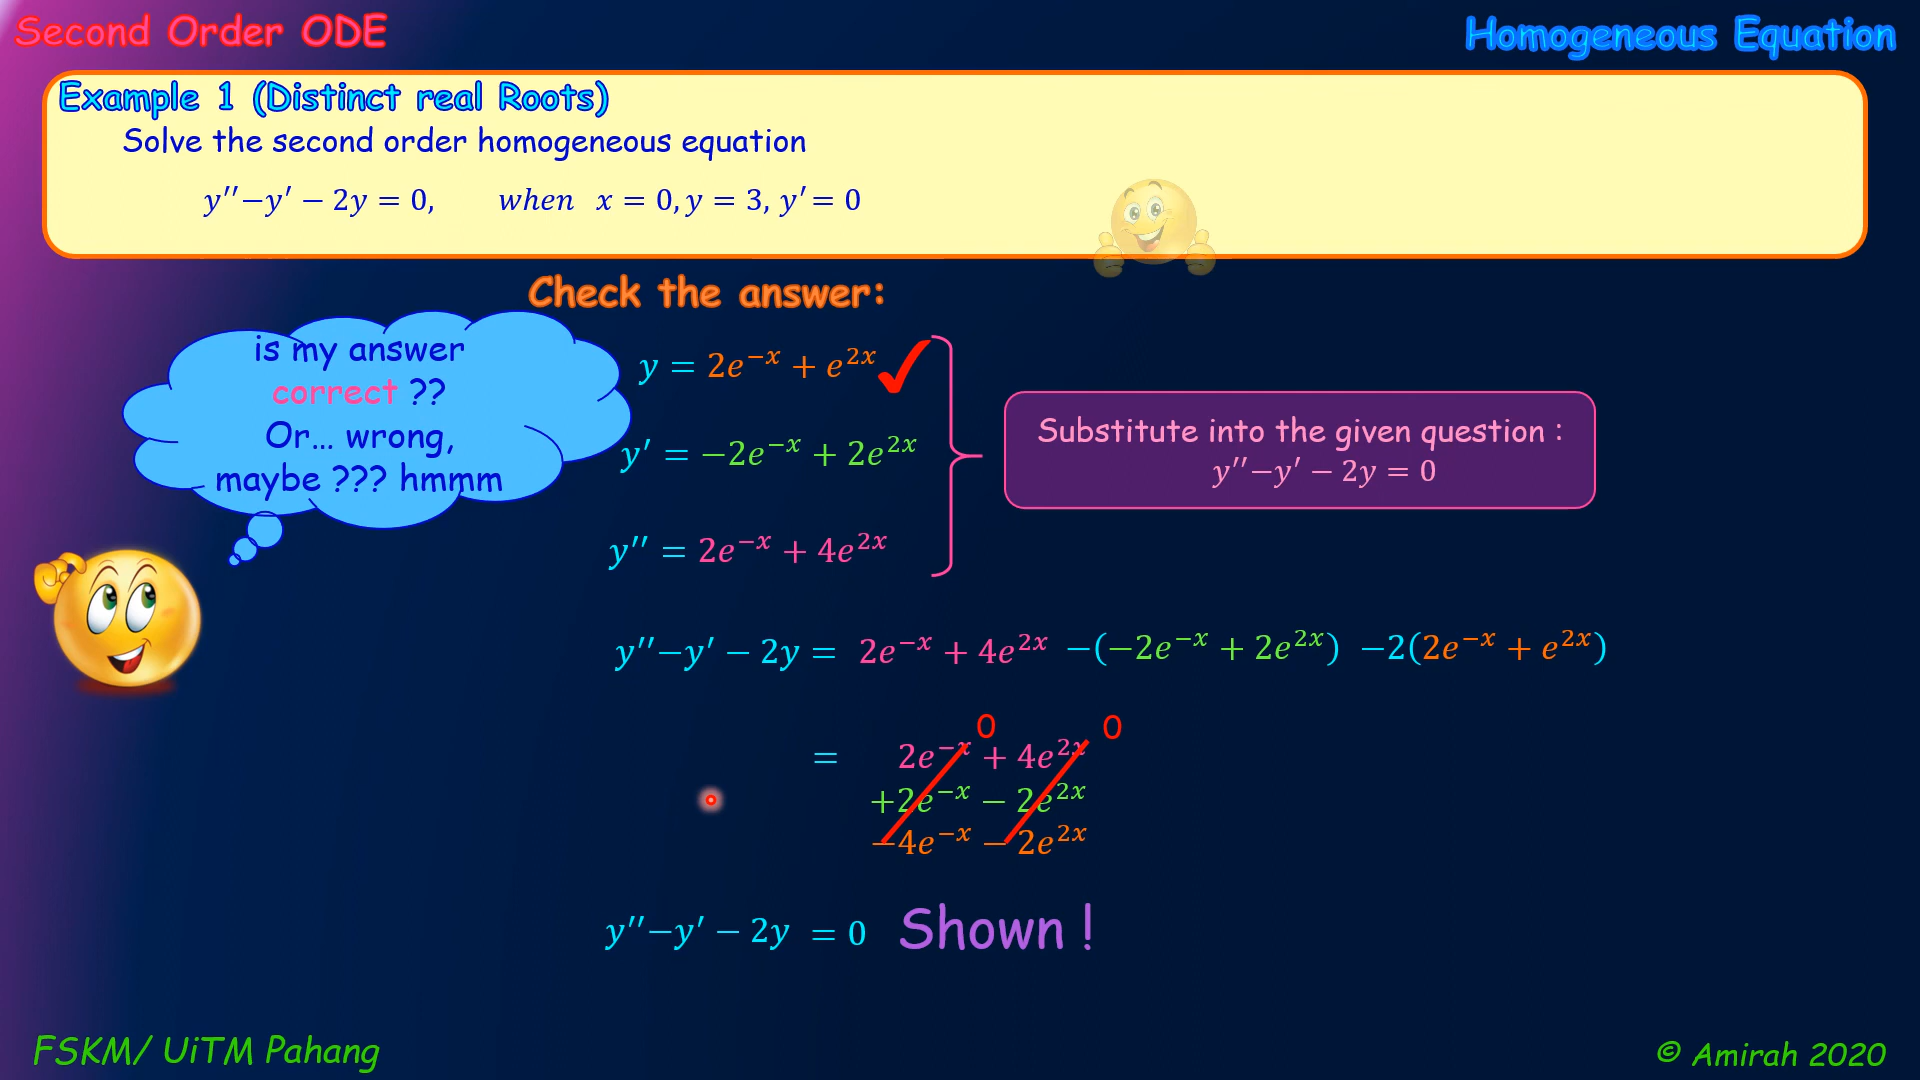 Second Order ODE
Homogeneous Equation
Example 1 (Distinct real Roots)
Solve the second order homogeneous equation
y′′−y′ − 2y = 0, when x = 0, y = 3, y′ = 0
Check the answer:
is my answer
correct ??
Or... wrong,
maybe ??? hmmm
y = 2e^{−x} + e^{2x}
y′ = −2e^{−x} + 2e^{2x}
y′′ = 2e^{−x} + 4e^{2x}
Substitute into the given question :
y′′−y′ − 2y = 0
y′′−y′ − 2y = 2e^{−x} + 4e^{2x} −(−2e^{−x} + 2e^{2x}) −2(2e^{−x} + e^{2x})
0 0
= 2e^{−x} + 4e^{2x}
+2e^{−x} − 2e^{2x}
−4e^{−x} − 2e^{2x}
y′′−y′ − 2y = 0 Shown !
FSKM/ UiTM Pahang
© Amirah 2020